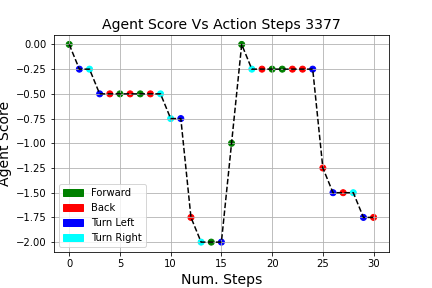 Agent Score Vs Action Steps 3377
Agent Score
0.00
−0.25
−0.50
−0.75
−1.00
−1.25
−1.50
−1.75
−2.00
Forward
Back
Turn Left
Turn Right
0 5 10 15 20 25 30
Num. Steps